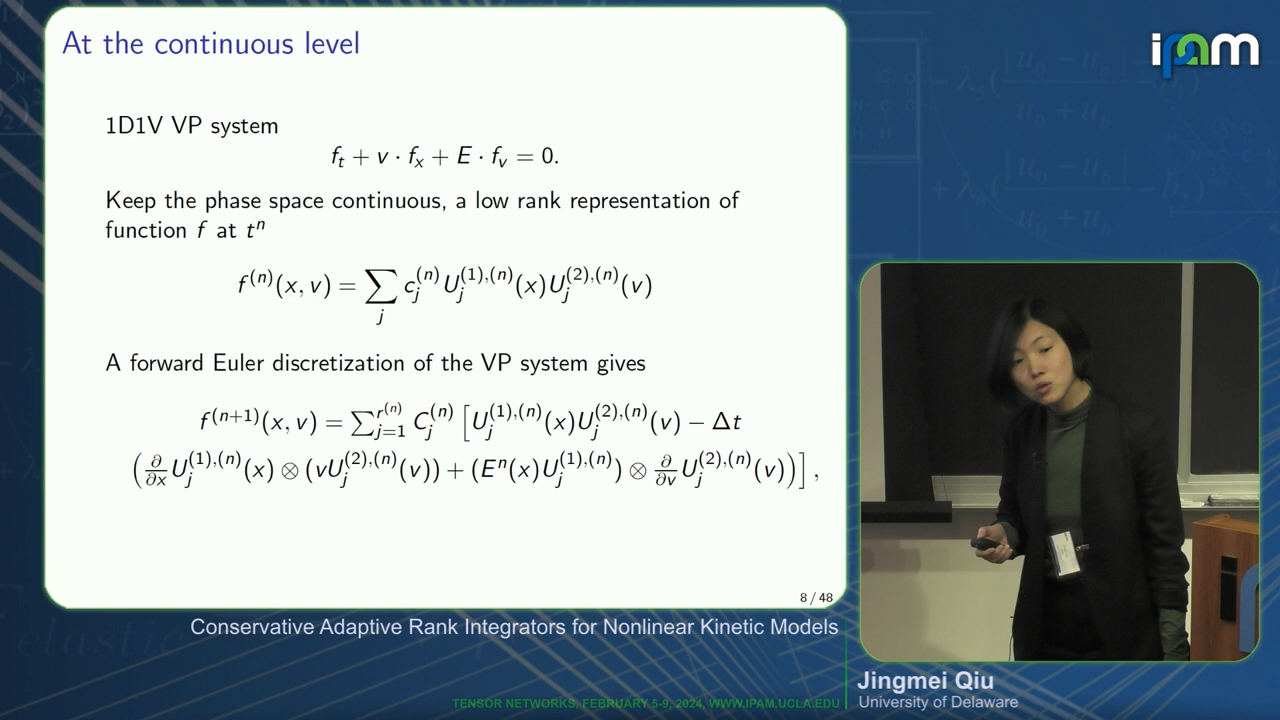 At the continuous level
ipam
1D1V VP system
f_t + v · f_x + E · f_v = 0.
Keep the phase space continuous, a low rank representation of
function f at t^n
f^{(n)}(x, v) = ∑_j c_j^{(n)} U_j^{(1),(n)}(x) U_j^{(2),(n)}(v)
A forward Euler discretization of the VP system gives
f^{(n+1)}(x, v) = ∑_{j=1}^{r^{(n)}} C_j^{(n)} [ U_j^{(1),(n)}(x) U_j^{(2),(n)}(v) − Δt
( ∂/∂x U_j^{(1),(n)}(x) ⊗ (v U_j^{(2),(n)}(v)) + (E^n(x) U_j^{(1),(n)}) ⊗ ∂/∂v U_j^{(2),(n)}(v) ) ] ,
8 / 48
Conservative Adaptive Rank Integrators for Nonlinear Kinetic Models
Jingmei Qiu
University of Delaware
TENSOR NETWORKS, FEBRUARY 5-9, 2024, WWW.IPAM.UCLA.EDU